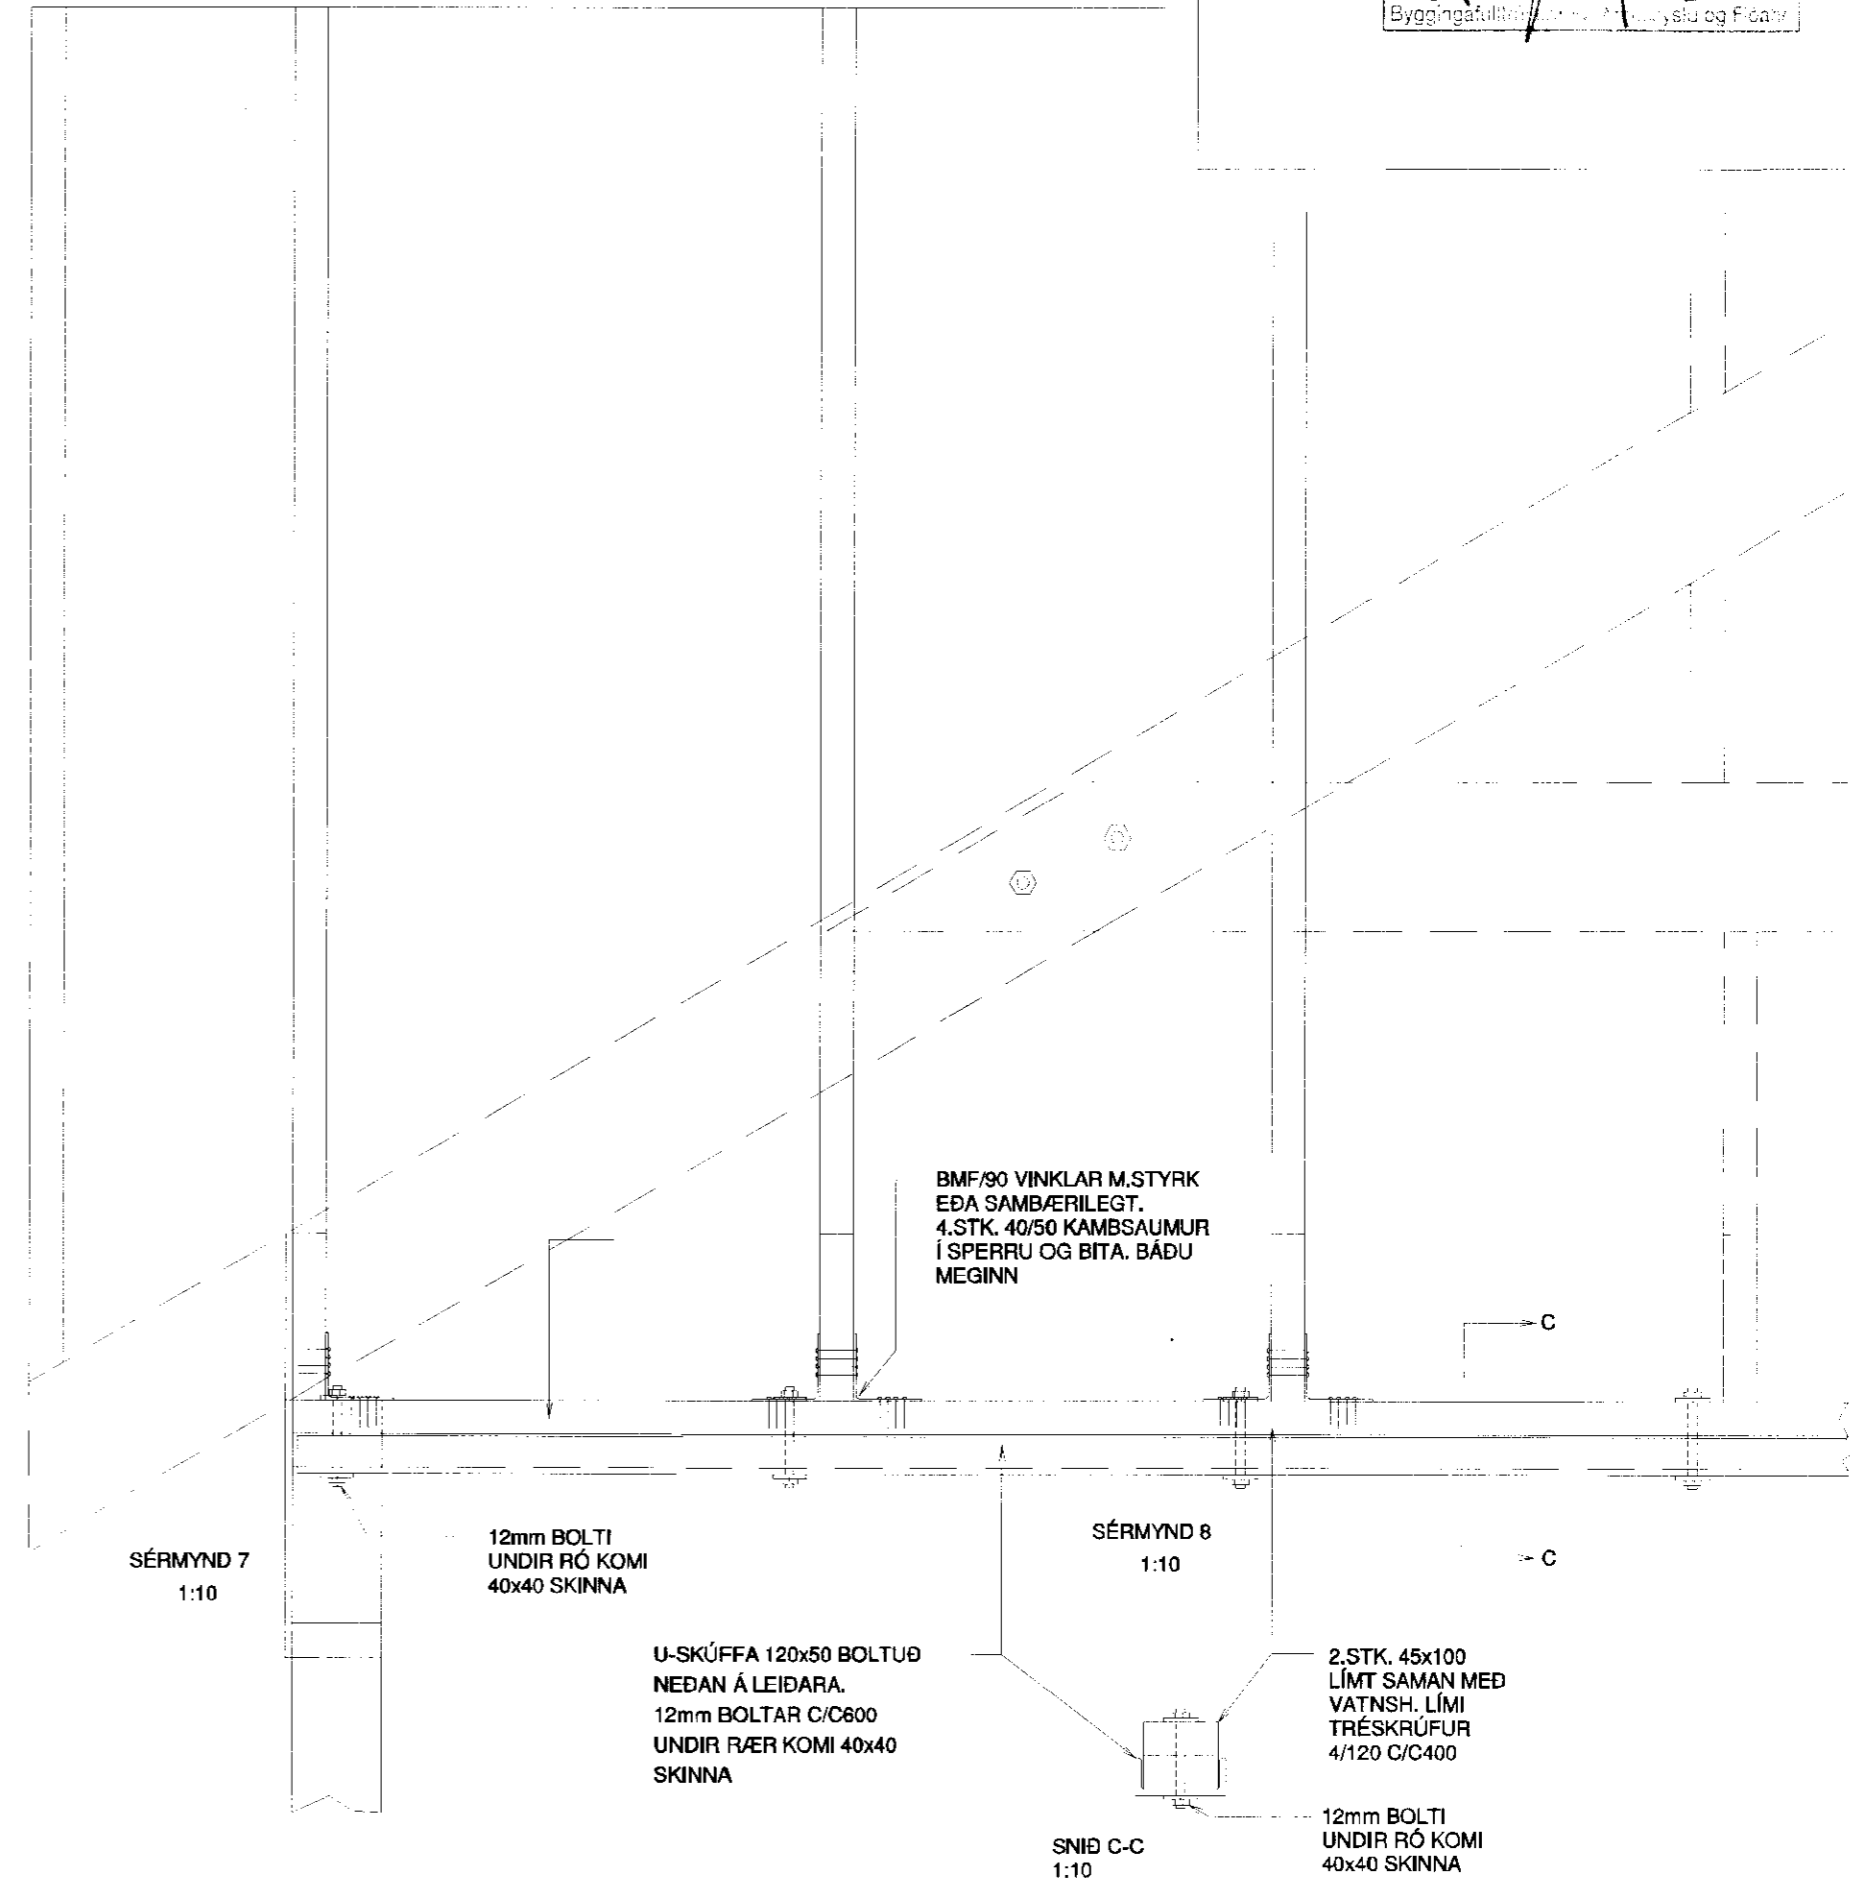 og Flóahr
BMF/90 VINKLAR M.STYRK
EÐA SAMBÆRILEGT.
4.STK. 40/50 KAMBSAUMUR
Í SPERRU OG BITA. BÁÐU
MEGINN
C
12mm BOLTI
UNDIR RÓ KOMI
40x40 SKINNA
SÉRMYND 7
1:10
SÉRMYND 8
1:10
C
U-SKÚFFA 120x50 BOLTUÐ
NEÐAN Á LEIÐARA.
12mm BOLTAR C/C600
UNDIR RÆR KOMI 40x40
SKINNA
2.STK. 45x100
LÍMT SAMAN MEÐ
VATNSH. LÍMI
TRÉSKRÚFUR
4/120 C/C400
12mm BOLTI
UNDIR RÓ KOMI
40x40 SKINNA
SNIÐ C-C
1:10